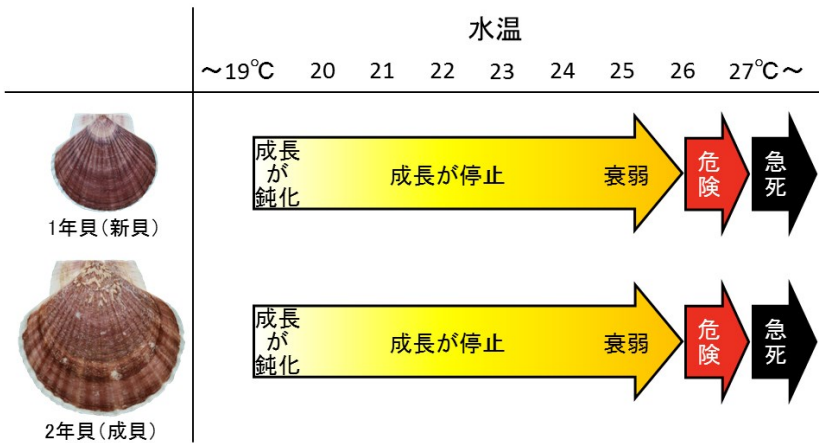 水温
～19℃ 20 21 22 23 24 25 26 27℃～
成長
が
鈍化
成長が停止
衰弱
危険
急死
1年貝(新貝)
成長
が
鈍化
成長が停止
衰弱
危険
急死
2年貝(成貝)